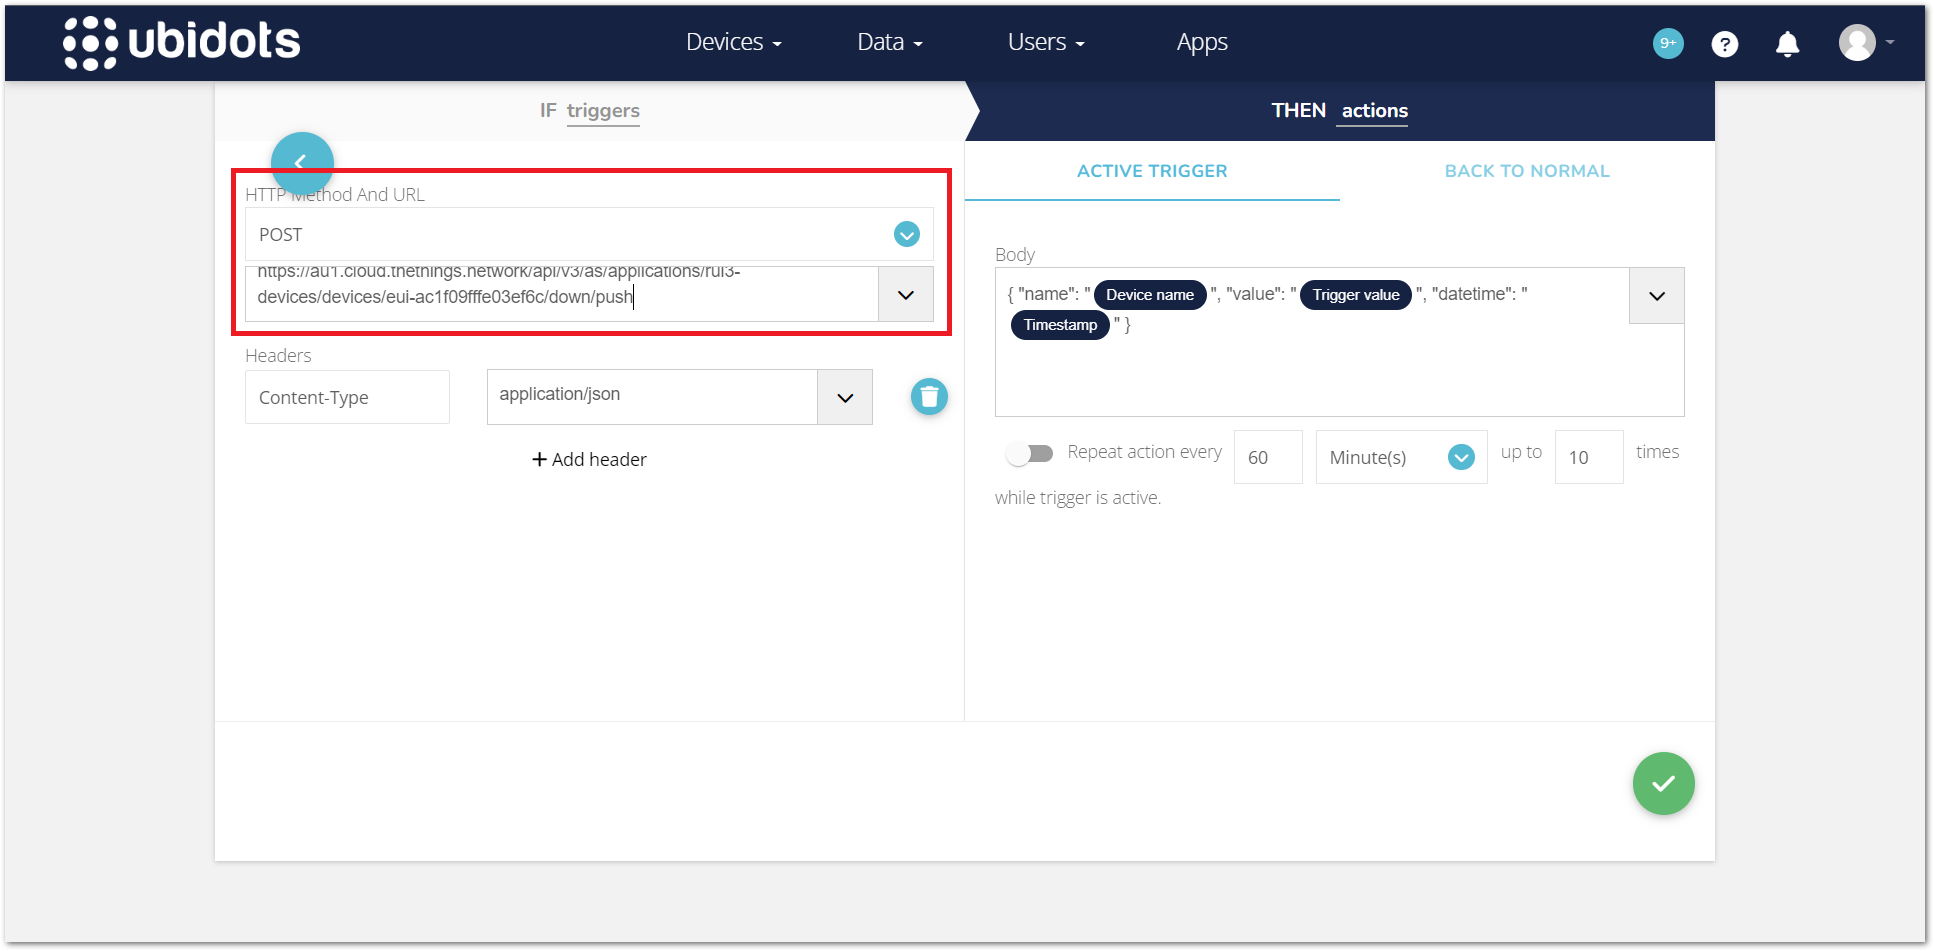 ubidots
Devices
Data
Users
Apps
9+
?
IF triggers
THEN actions
HTTP Method And URL
POST
https://au1.cloud.thethings.network/api/v3/as/applications/rui3-
devices/devices/eui-ac1f09fffe03ef6c/down/push
Headers
Content-Type
application/json
+ Add header
ACTIVE TRIGGER
BACK TO NORMAL
Body
{ "name": " Device name ", "value": " Trigger value ", "datetime": "
Timestamp " }
Repeat action every 60 Minute(s) up to 10 times
while trigger is active.